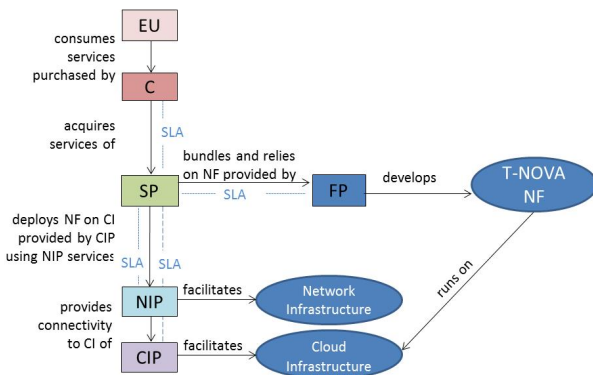 EU
consumes
services
purchased by
C
acquires
services of
SLA
bundles and relies
on NF provided by
SP
SLA
FP
develops
T-NOVA
NF
deploys NF on CI
provided by CIP
using NIP services
SLA
SLA
runs on
NIP
facilitates
Network
Infrastructure
provides
connectivity
to CI of
CIP
facilitates
Cloud
Infrastructure